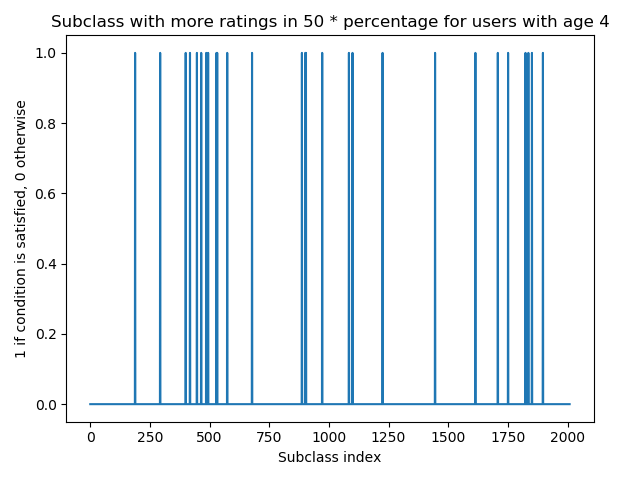 Subclass with more ratings in 50 * percentage for users with age 4
1 if condition is satisfied, 0 otherwise
1.0
0.8
0.6
0.4
0.2
0.0
0 250 500 750 1000 1250 1500 1750 2000
Subclass index